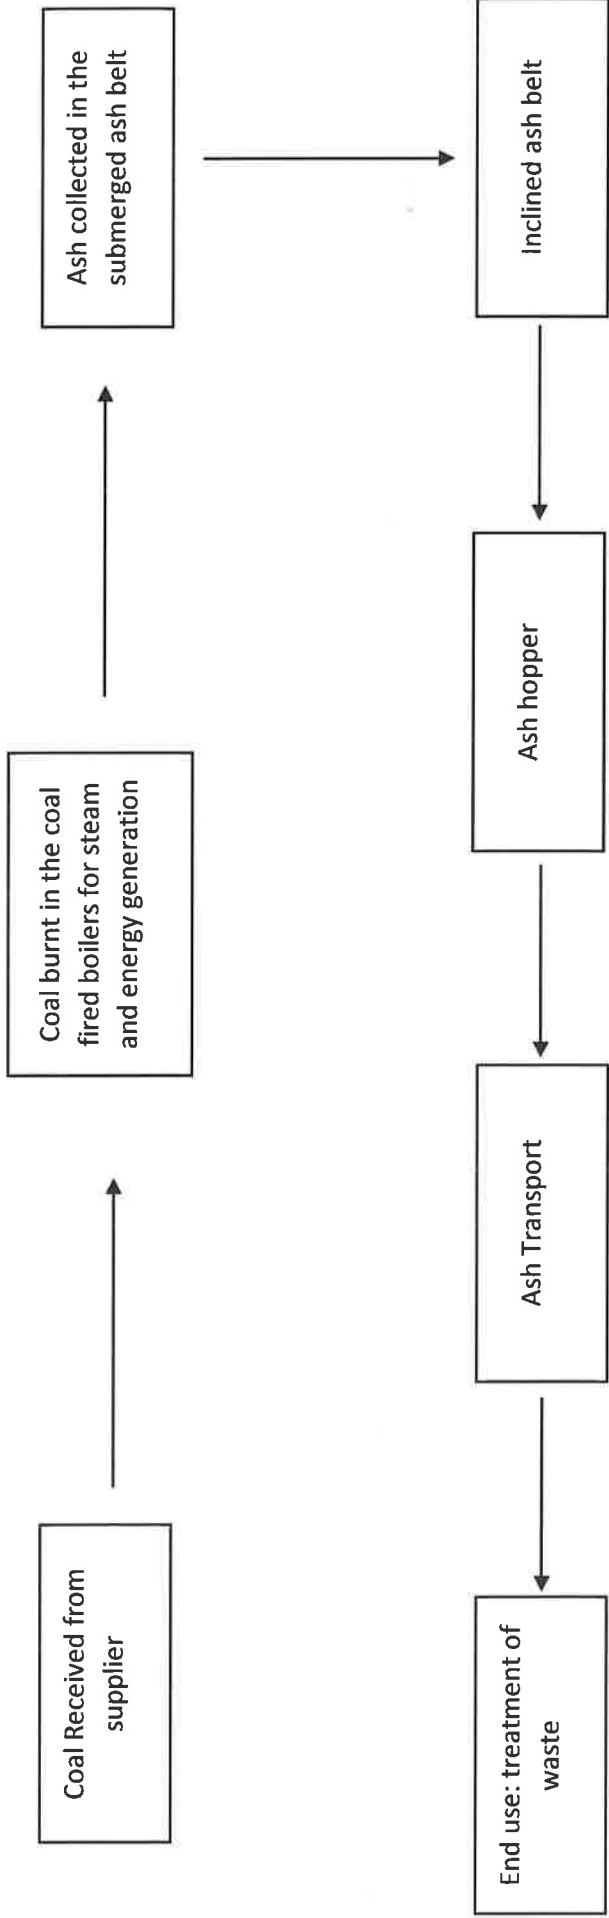 Coal Received from
supplier
Coal burnt in the coal
fired boilers for steam
and energy generation
Ash collected in the
submerged ash belt
Inclined ash belt
Ash hopper
Ash Transport
End use: treatment of
waste